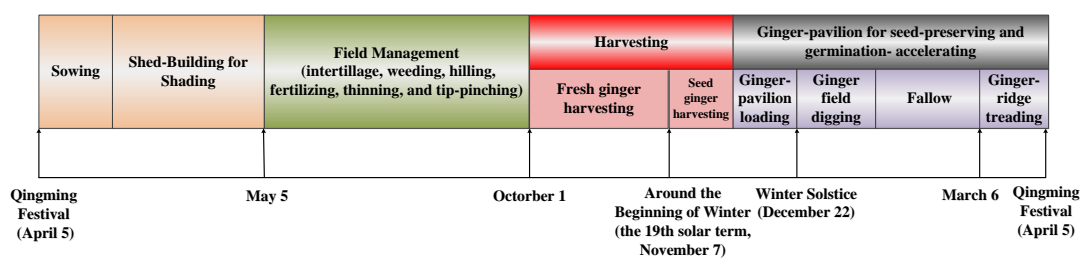 Sowing
Shed-Building for
Shading
Field Management
(intertillage, weeding, hilling,
fertilizing, thinning, and tip-pinching)
Harvesting
Fresh ginger
harvesting
Seed
ginger
harvesting
Ginger-pavilion for seed-preserving and
germination- accelerating
Ginger-
pavilion
loading
Ginger
field
digging
Fallow
Ginger-
ridge
treading
Qingming
Festival
(April 5)
May 5
Octorber 1
Around the
Beginning of Winter
(the 19th solar term,
November 7)
Winter Solstice
(December 22)
March 6
Qingming
Festival
(April 5)